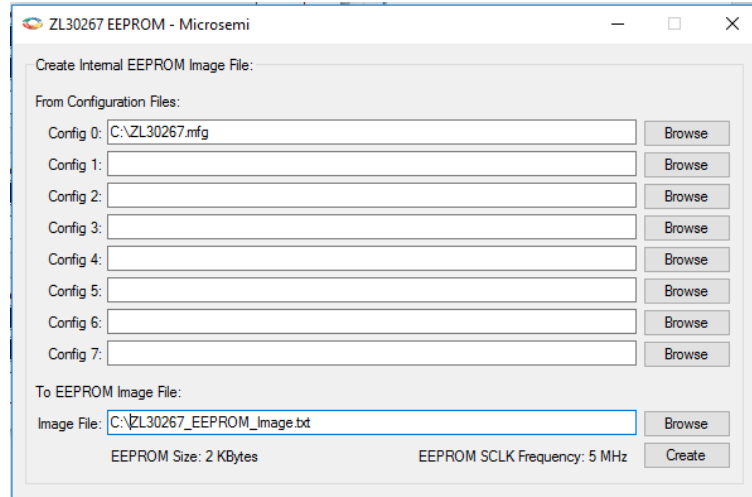 ZL30267 EEPROM - Microsemi
Create Internal EEPROM Image File:
From Configuration Files:
Config 0: C:\ZL30267.mfg Browse
Config 1: Browse
Config 2: Browse
Config 3: Browse
Config 4: Browse
Config 5: Browse
Config 6: Browse
Config 7: Browse
To EEPROM Image File:
Image File: C:\ZL30267_EEPROM_Image.txt Browse
EEPROM Size: 2 KBytes EEPROM SCLK Frequency: 5 MHz Create